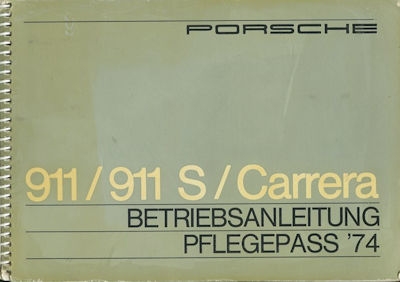 PORSCHE
911/911 S/Carrera
BETRIEBSANLEITUNG
PFLEGEPASS '74